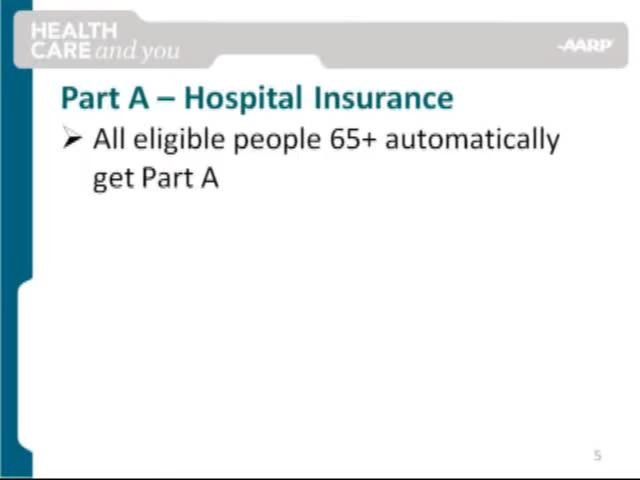 HEALTH
CARE and you
AARP
Part A – Hospital Insurance
➢ All eligible people 65+ automatically
get Part A
5